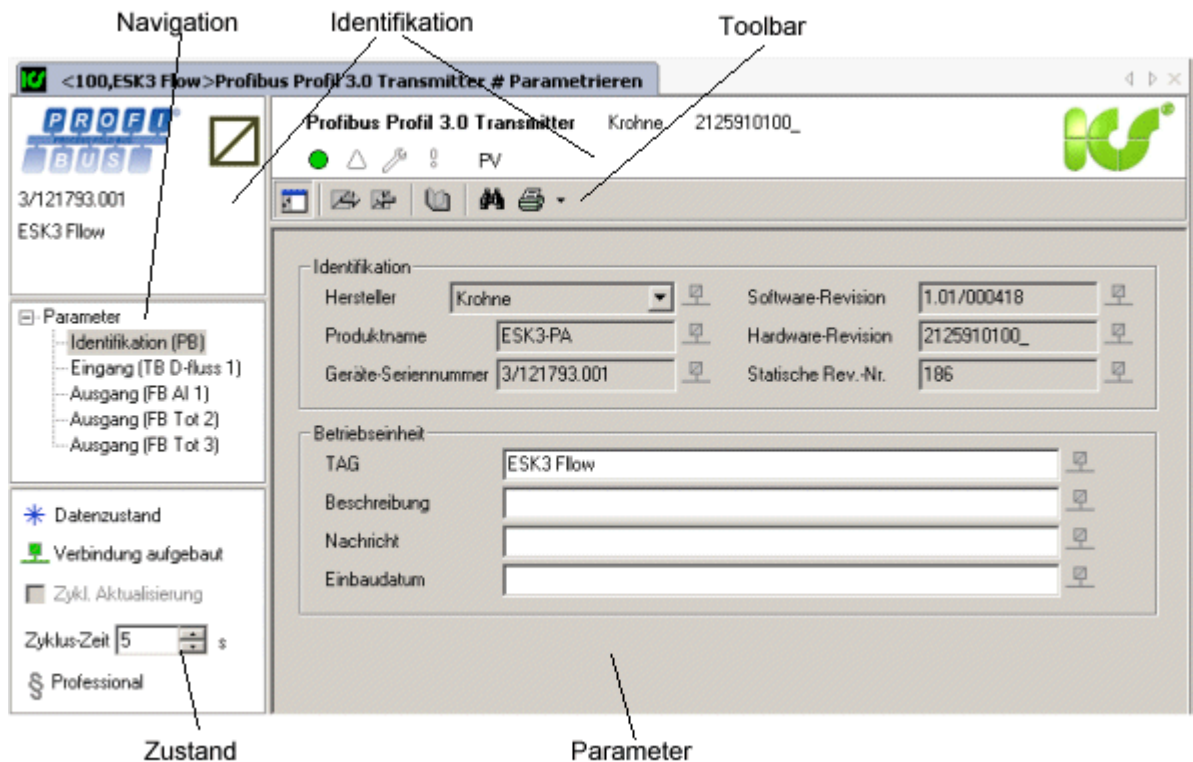 Navigation
Identifikation
Toolbar
<100,ESK3 Flow>Profibus Profil 3.0 Transmitter # Parametrieren
PROFI
BUS
3/121793.001
ESK3 Fllow
Profibus Profil 3.0 Transmitter Krohne 2125910100_
PV
Parameter
Identifikation (PB)
Eingang (TB D-fluss 1)
Ausgang (FB AI 1)
Ausgang (FB Tot 2)
Ausgang (FB Tot 3)
Datenzustand
Verbindung aufgebaut
Zykl. Aktualisierung
Zyklus-Zeit 5 s
§ Professional
Identifikation
Hersteller Krohne Software-Revision 1.01/000418
Produktname ESK3-PA Hardware-Revision 2125910100_
Geräte-Seriennummer 3/121793.001 Statische Rev.-Nr. 186
Betriebseinheit
TAG ESK3 Fllow
Beschreibung
Nachricht
Einbaudatum
Zustand
Parameter